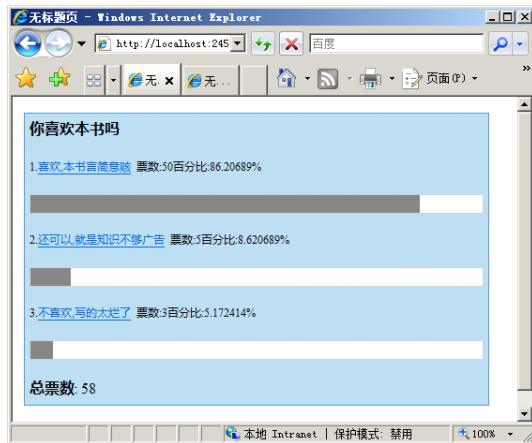 无标题页 - Windows Internet Explorer
http://localhost:245
百度
无.
无...
页面(P)
»
你喜欢本书吗
1.喜欢,本书言简意赅 票数:50百分比:86.20689%
2.还可以,就是知识不够广告 票数:5百分比:8.620689%
3.不喜欢,写的太烂了 票数:3百分比:5.172414%
总票数: 58
本地 Intranet | 保护模式: 禁用
100%